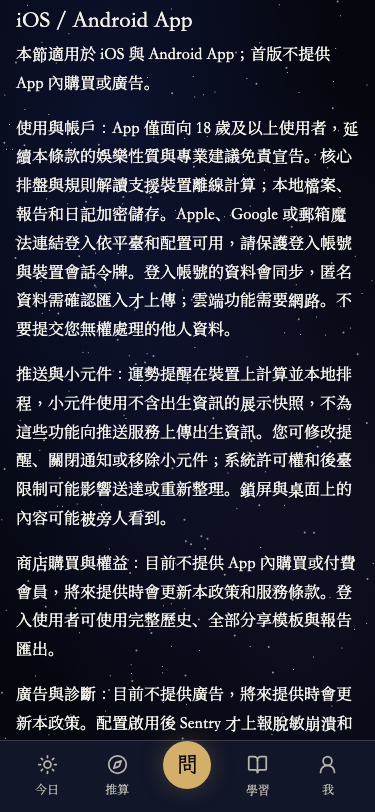 iOS / Android App
本節適用於 iOS 與 Android App；首版不提供
App 內購買或廣告。
使用與帳戶：App 僅面向 18 歲及以上使用者，延
續本條款的娛樂性質與專業建議免責宣告。核心
排盤與規則解讀支援裝置離線計算；本地檔案、
報告和日記加密儲存。Apple、Google 或郵箱魔
法連結登入依平臺和配置可用，請保護登入帳號
與裝置會話令牌。登入帳號的資料會同步，匿名
資料需確認匯入才上傳；雲端功能需要網路。不
要提交您無權處理的他人資料。
推送與小元件：運勢提醒在裝置上計算並本地排
程，小元件使用不含出生資訊的展示快照，不為
這些功能向推送服務上傳出生資訊。您可修改提
醒、關閉通知或移除小元件；系統許可權和後臺
限制可能影響送達或重新整理。鎖屏與桌面上的
內容可能被旁人看到。
商店購買與權益：目前不提供 App 內購買或付費
會員，將來提供時會更新本政策和服務條款。登
入使用者可使用完整歷史、全部分享模板與報告
匯出。
廣告與診斷：目前不提供廣告，將來提供時會更
新本政策。配置啟用後 Sentry 才上報脫敏崩潰和
今日
推算
問
學習
我